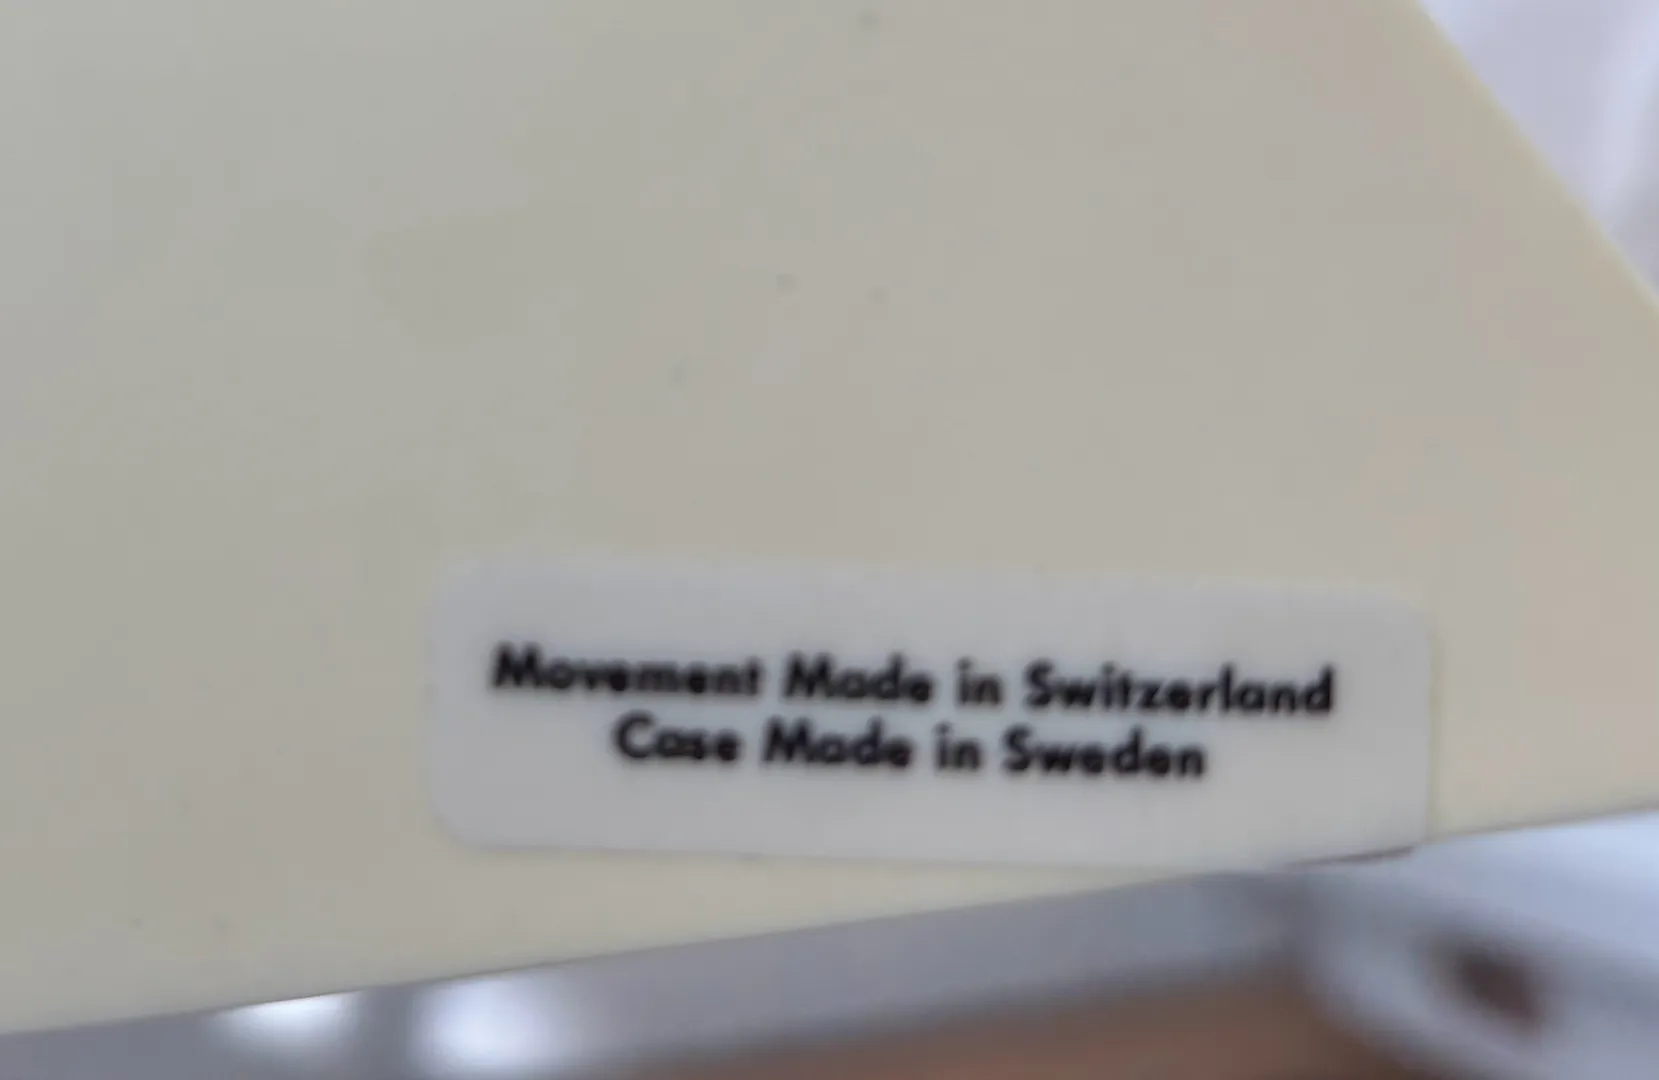 Movement Made in Switzerland
Case Made in Sweden